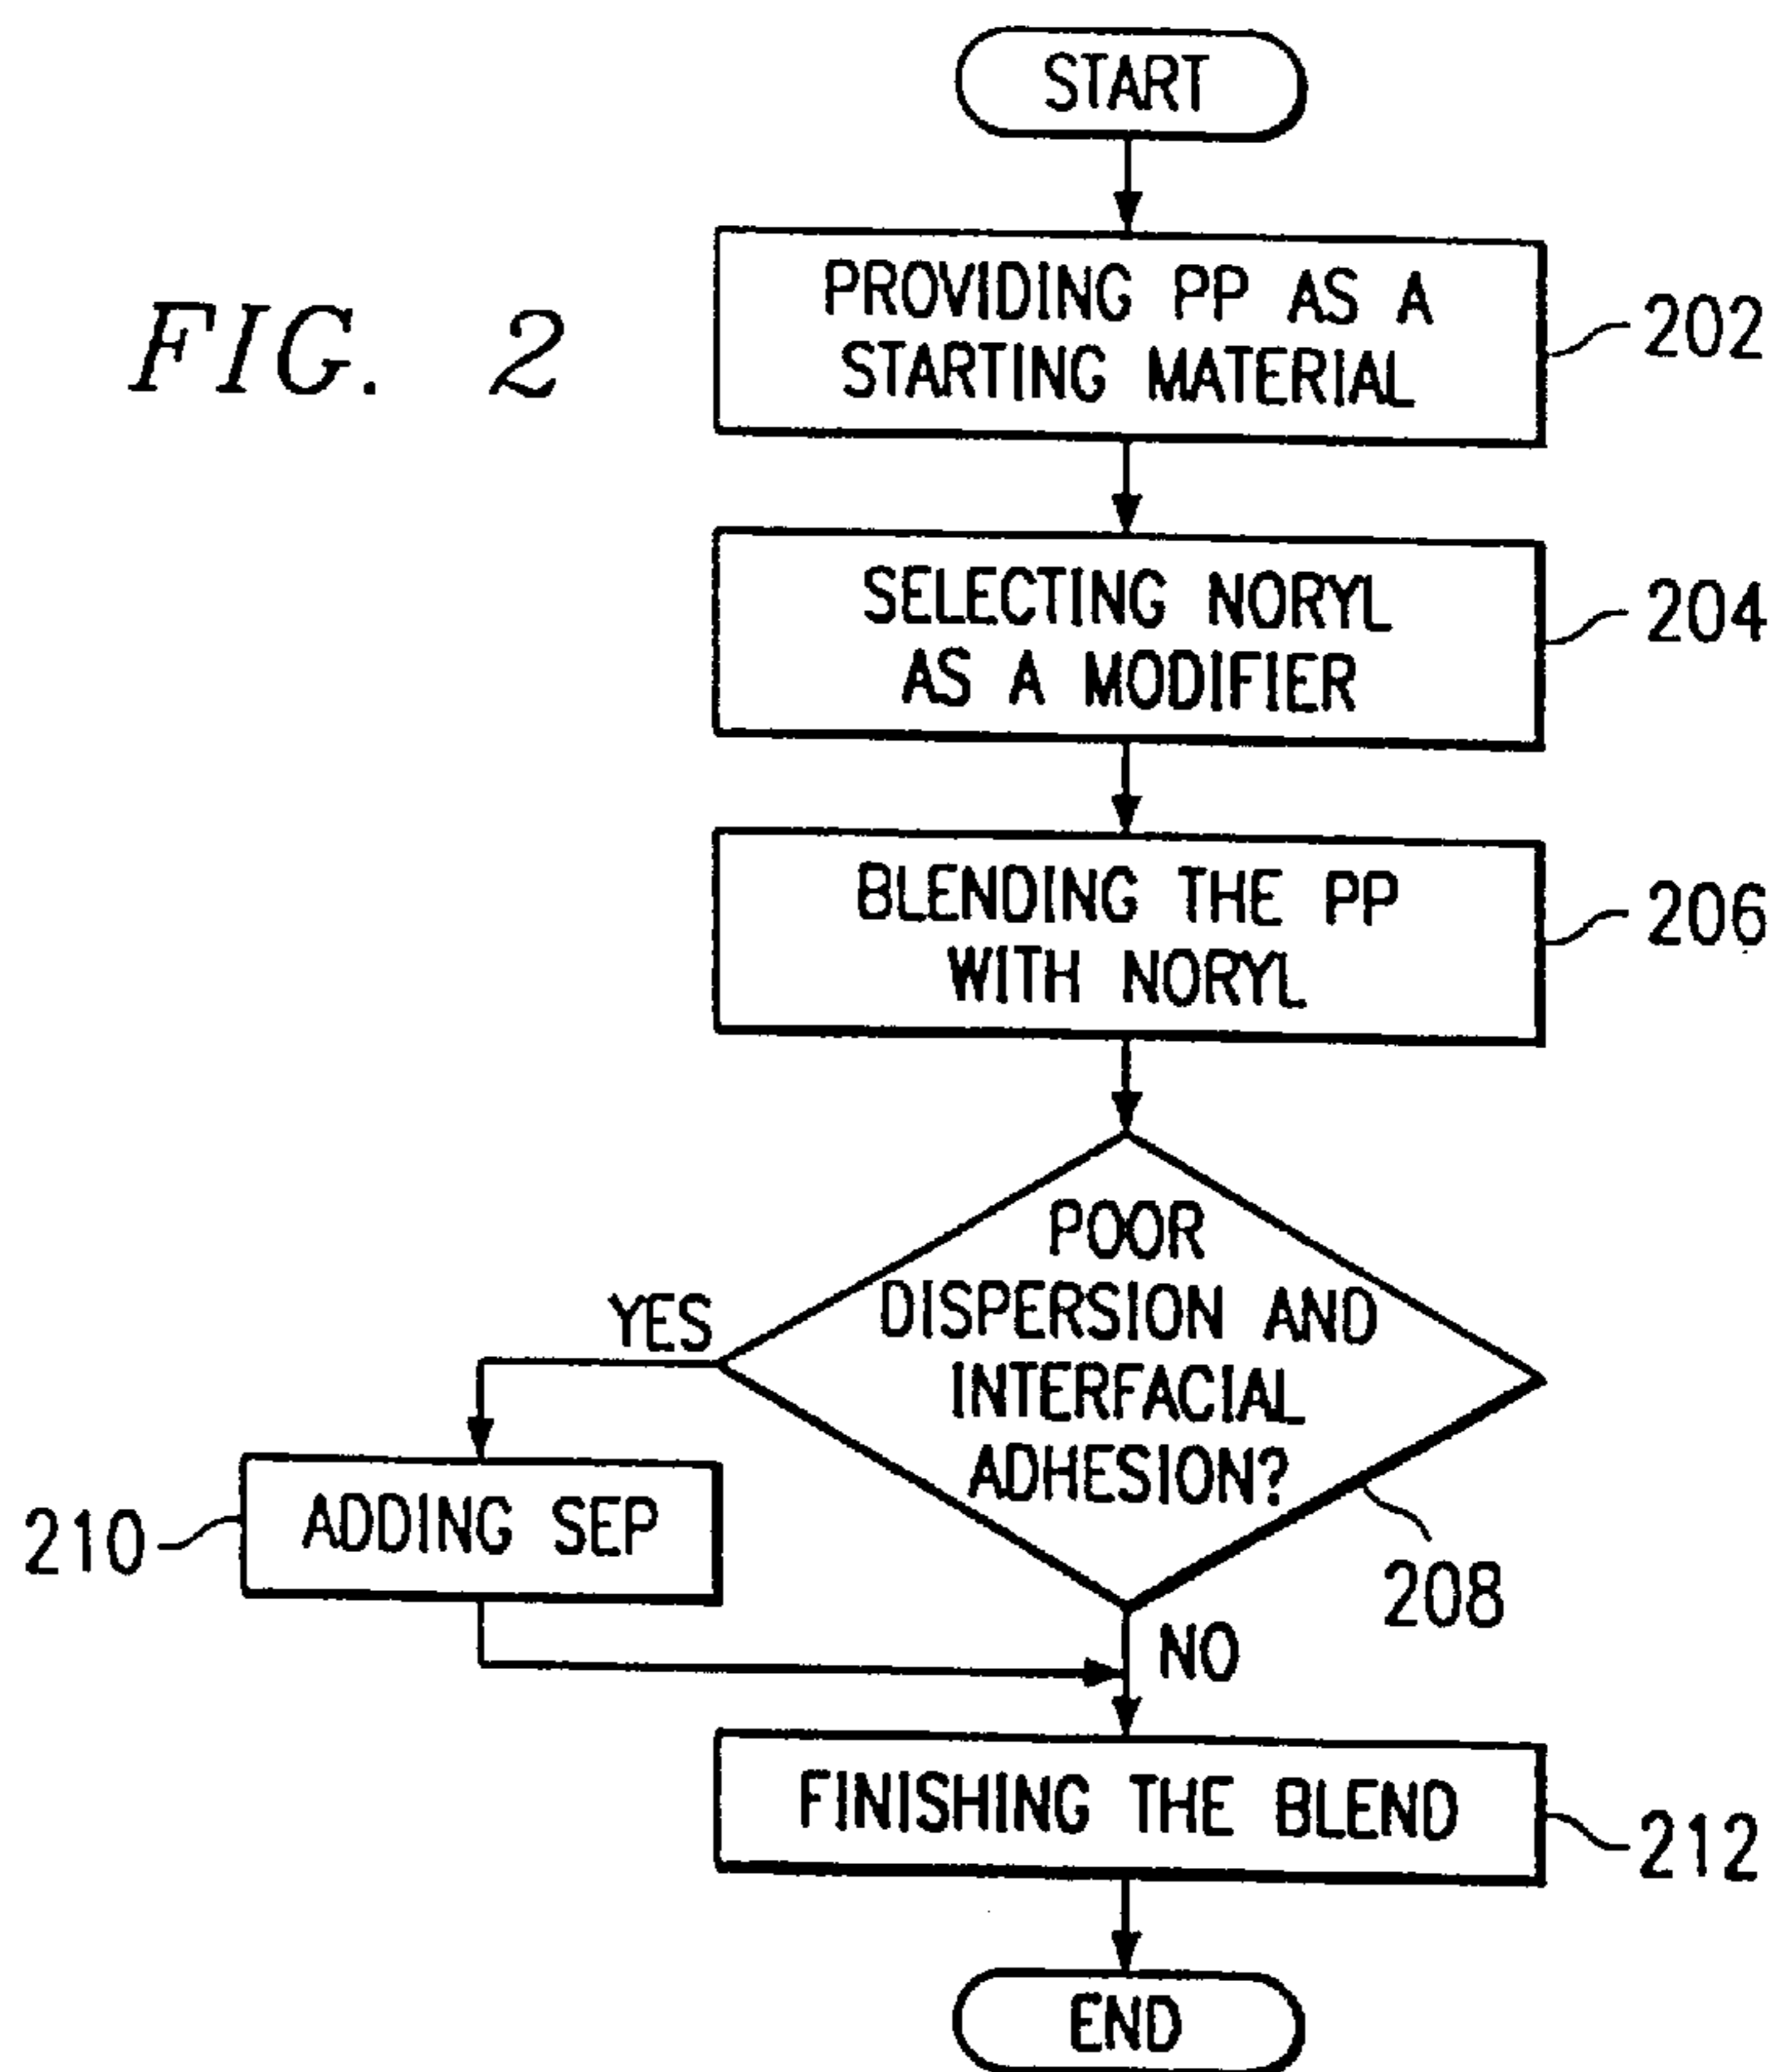 START
FIG. 2
PROVIDING PP AS A
STARTING MATERIAL
202
SELECTING NORYL
AS A MODIFIER
204
BLENDING THE PP
WITH NORYL
206
POOR
DISPERSION AND
INTERFACIAL
ADHESION?
YES
208
210
ADDING SEP
NO
FINISHING THE BLEND
212
END